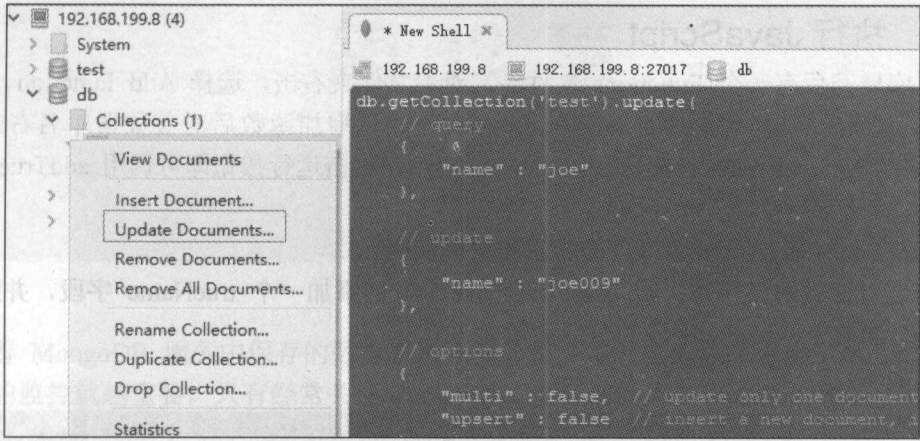 192.168.199.8 (4)
System
test
db
Collections (1)
View Documents
Insert Document...
Update Documents...
Remove Documents...
Remove All Documents...
Rename Collection...
Duplicate Collection...
Drop Collection...
Statistics
* New Shell ×
192.168.199.8 192.168.199.8:27017 db
db.getCollection('test').update(
// query
{
"name" : "joe"
},
// update
{
"name" : "joe009"
},
// options
{
"multi" : false, // update only one document
"upsert" : false // insert a new document,